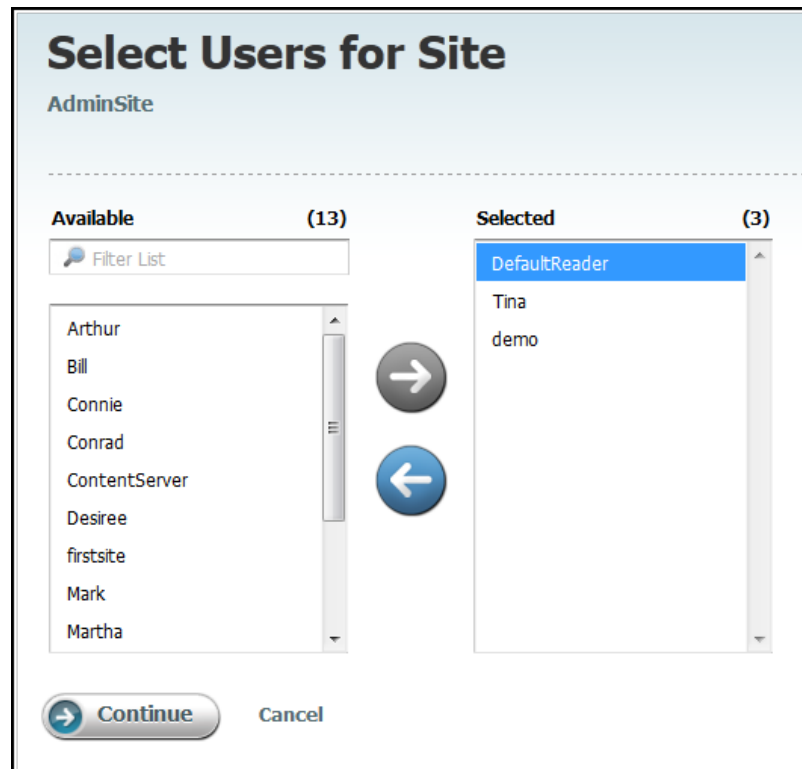 Select Users for Site
AdminSite
Available (13)
Filter List
Arthur
Bill
Connie
Conrad
ContentServer
Desiree
firstsite
Mark
Martha
Selected (3)
DefaultReader
Tina
demo
Continue Cancel